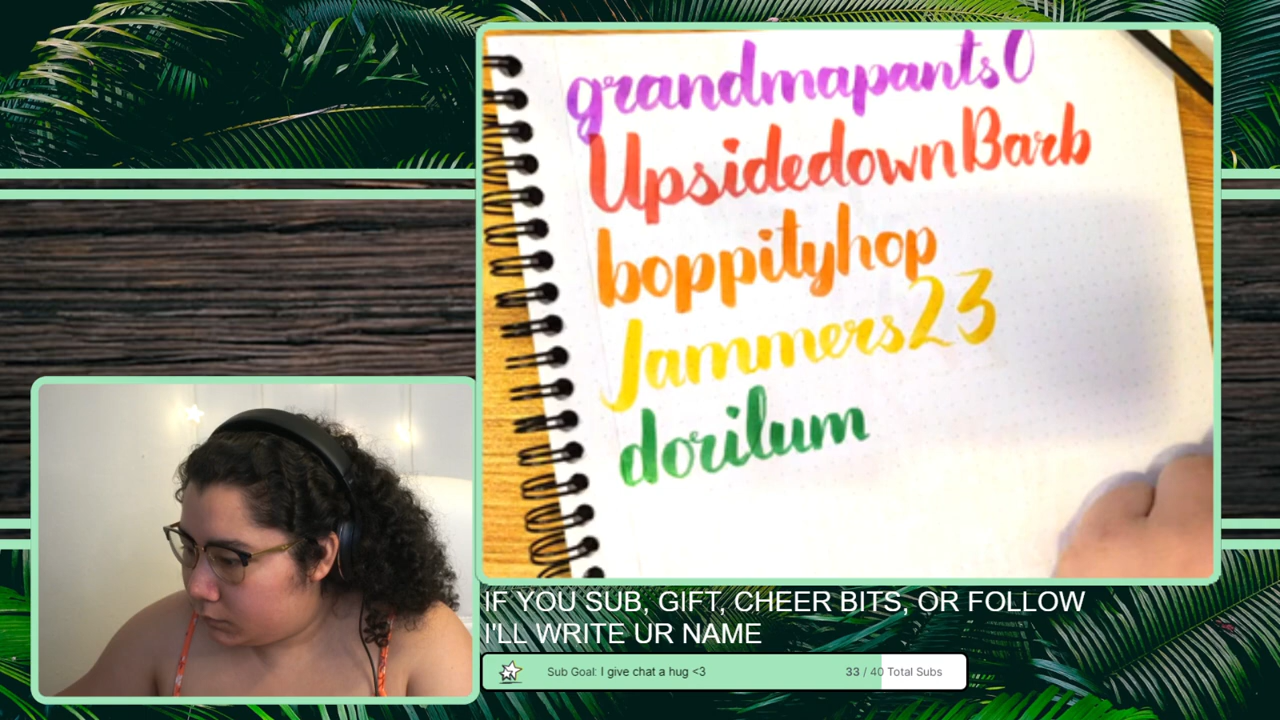 grandmapants0
UpsidedownBarb
boppityhop
Jammers23
dorilum
IF YOU SUB, GIFT, CHEER BITS, OR FOLLOW
I'LL WRITE UR NAME
Sub Goal: I give chat a hug <3 33 / 40 Total Subs